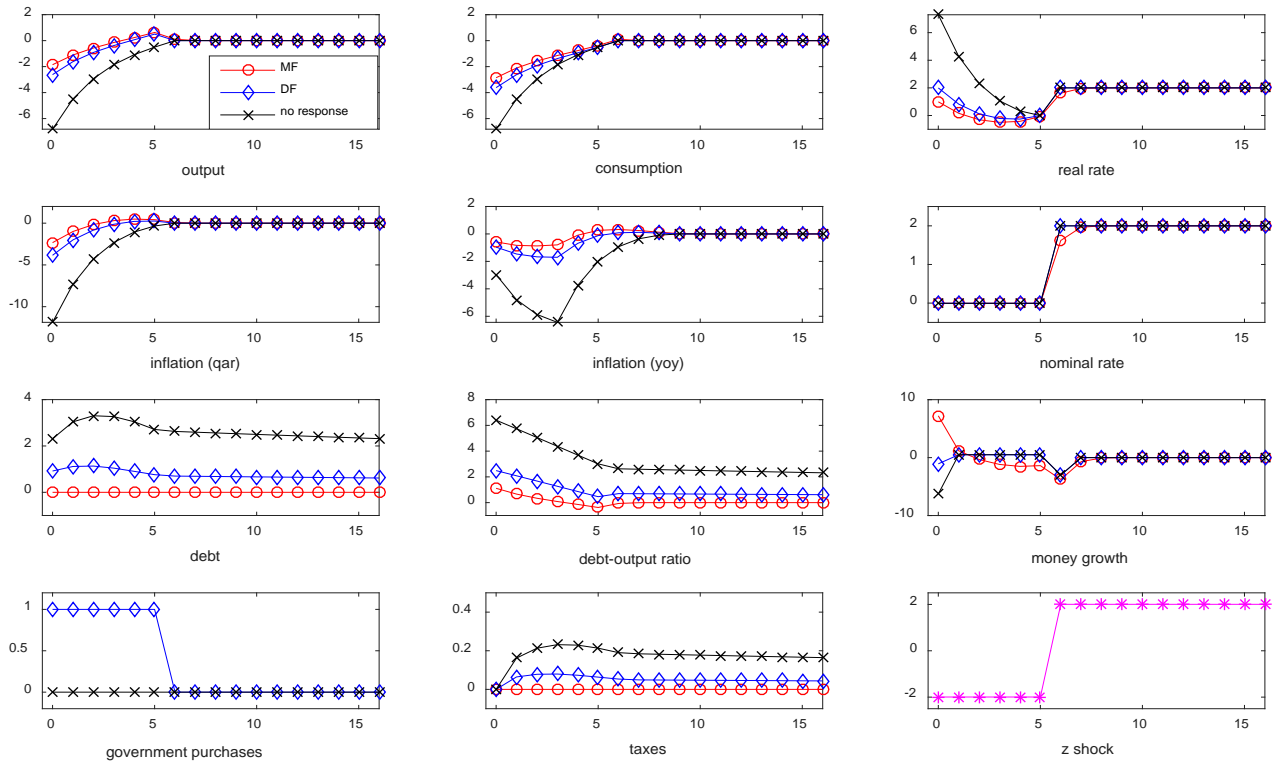 2
0
-2
-4
-6
0 5 10 15
output
MF
DF
no response
2
0
-2
-4
-6
0 5 10 15
consumption
6
4
2
0
0 5 10 15
real rate
0
-5
-10
0 5 10 15
inflation (qar)
2
0
-2
-4
-6
0 5 10 15
inflation (yoy)
2
1
0
0 5 10 15
nominal rate
4
2
0
0 5 10 15
debt
8
6
4
2
0
0 5 10 15
debt-output ratio
10
0
-10
0 5 10 15
money growth
1
0.5
0
0 5 10 15
government purchases
0.4
0.2
0
0 5 10 15
taxes
2
0
-2
0 5 10 15
z shock